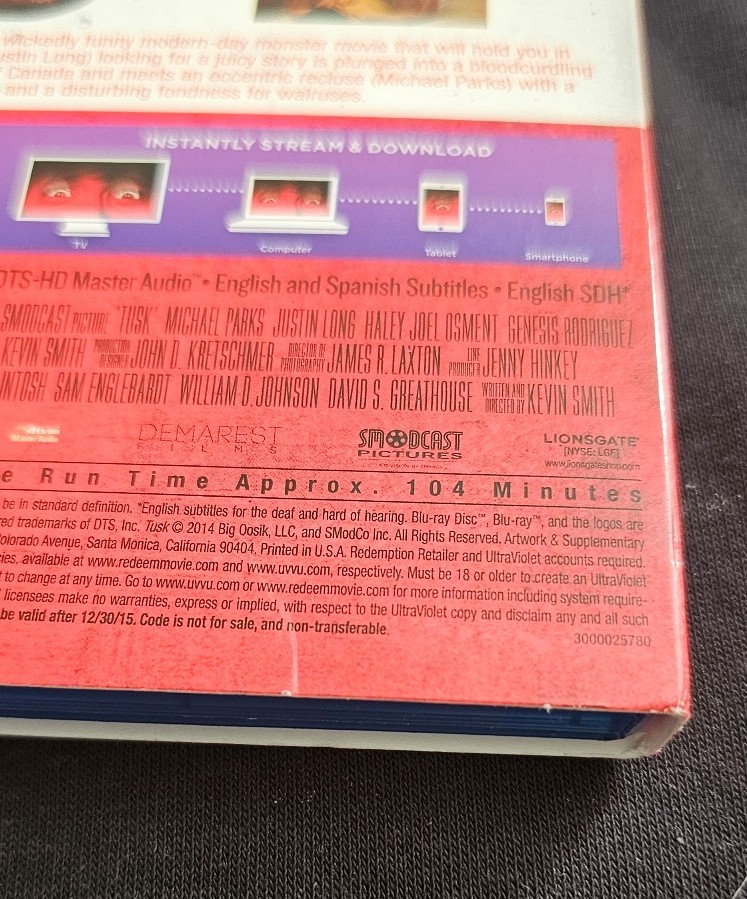 wickedly funny modern-day monster movie that will hold you in
ustin Long) looking for a juicy story is plunged into a bloodcurdling
Canada and meets an eccentric recluse (Michael Parks) with a
and a disturbing fondness for walruses.
INSTANTLY STREAM & DOWNLOAD
TV
Computer
Tablet
Smartphone
DTS-HD Master Audio™ • English and Spanish Subtitles • English SDH*
SMODCAST PICTURE "TUSK" MICHAEL PARKS JUSTIN LONG HALEY JOEL OSMENT GENESIS RODRIGUEZ
KEVIN SMITH PRODUCTION DESIGNER JOHN D. KRETSCHMER DIRECTOR OF PHOTOGRAPHY JAMES R. LAXTON LINE PRODUCER JENNY HINKEY
INTOSH SAM ENGLEBARDT WILLIAM D. JOHNSON DAVID S. GREATHOUSE WRITTEN AND DIRECTED BY KEVIN SMITH
DEMAREST
FILMS
SMODCAST
PICTURES
LIONSGATE®
[NYSE: LGF]
www.lionsgateshop.com
e Run Time Approx. 104 Minutes
be in standard definition. *English subtitles for the deaf and hard of hearing. Blu-ray Disc™, Blu-ray™, and the logos are
red trademarks of DTS, Inc. Tusk © 2014 Big Oosik, LLC, and SModCo Inc. All Rights Reserved. Artwork & Supplementary
olorado Avenue, Santa Monica, California 90404. Printed in U.S.A. Redemption Retailer and UltraViolet accounts required.
ies. available at www.redeemmovie.com and www.uvvu.com, respectively. Must be 18 or older to create an UltraViolet
t to change at any time. Go to www.uvvu.com or www.redeemmovie.com for more information including system require-
licensees make no warranties, express or implied, with respect to the UltraViolet copy and disclaim any and all such
be valid after 12/30/15. Code is not for sale, and non-transferable.
3000025780